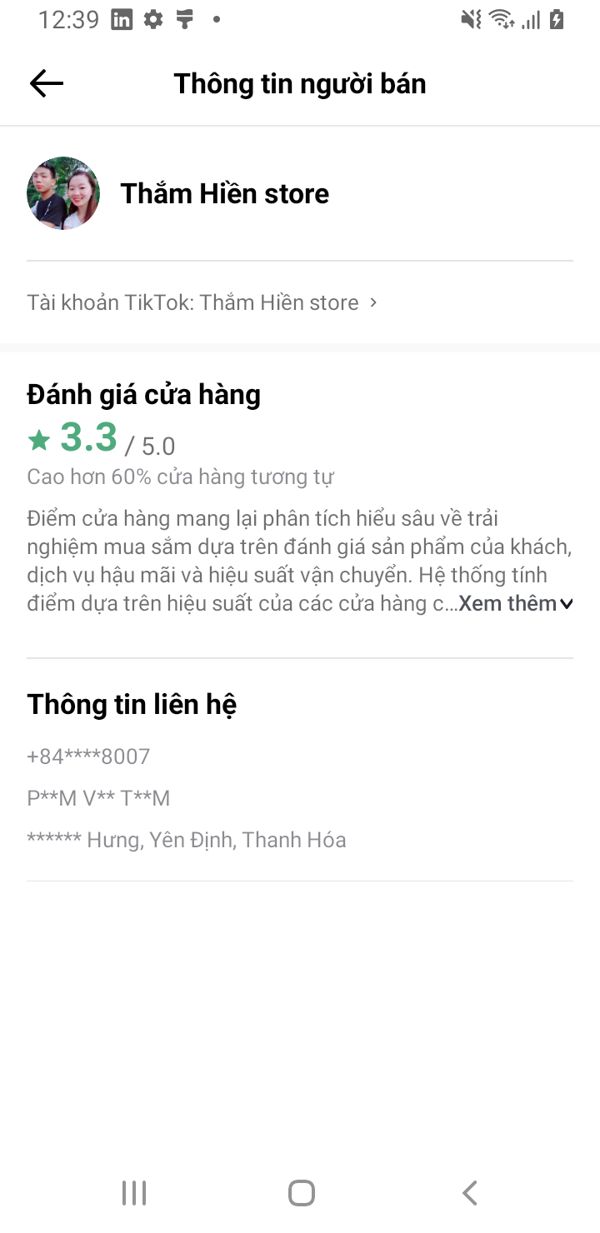 12:39
Thông tin người bán
Thắm Hiền store
Tài khoản TikTok: Thắm Hiền store >
Đánh giá cửa hàng
3.3 / 5.0
Cao hơn 60% cửa hàng tương tự
Điểm cửa hàng mang lại phân tích hiểu sâu về trải
nghiệm mua sắm dựa trên đánh giá sản phẩm của khách,
dịch vụ hậu mãi và hiệu suất vận chuyển. Hệ thống tính
điểm dựa trên hiệu suất của các cửa hàng c...Xem thêm
Thông tin liên hệ
+84****8007
P**M V** T**M
****** Hưng, Yên Định, Thanh Hóa